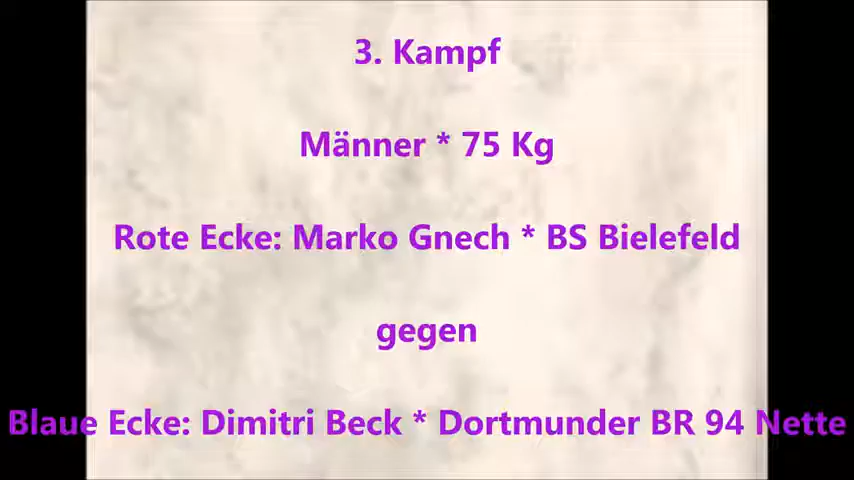 3. Kampf
Männer * 75 Kg
Rote Ecke: Marko Gnech * BS Bielefeld
gegen
Blaue Ecke: Dimitri Beck * Dortmunder BR 94 Nette